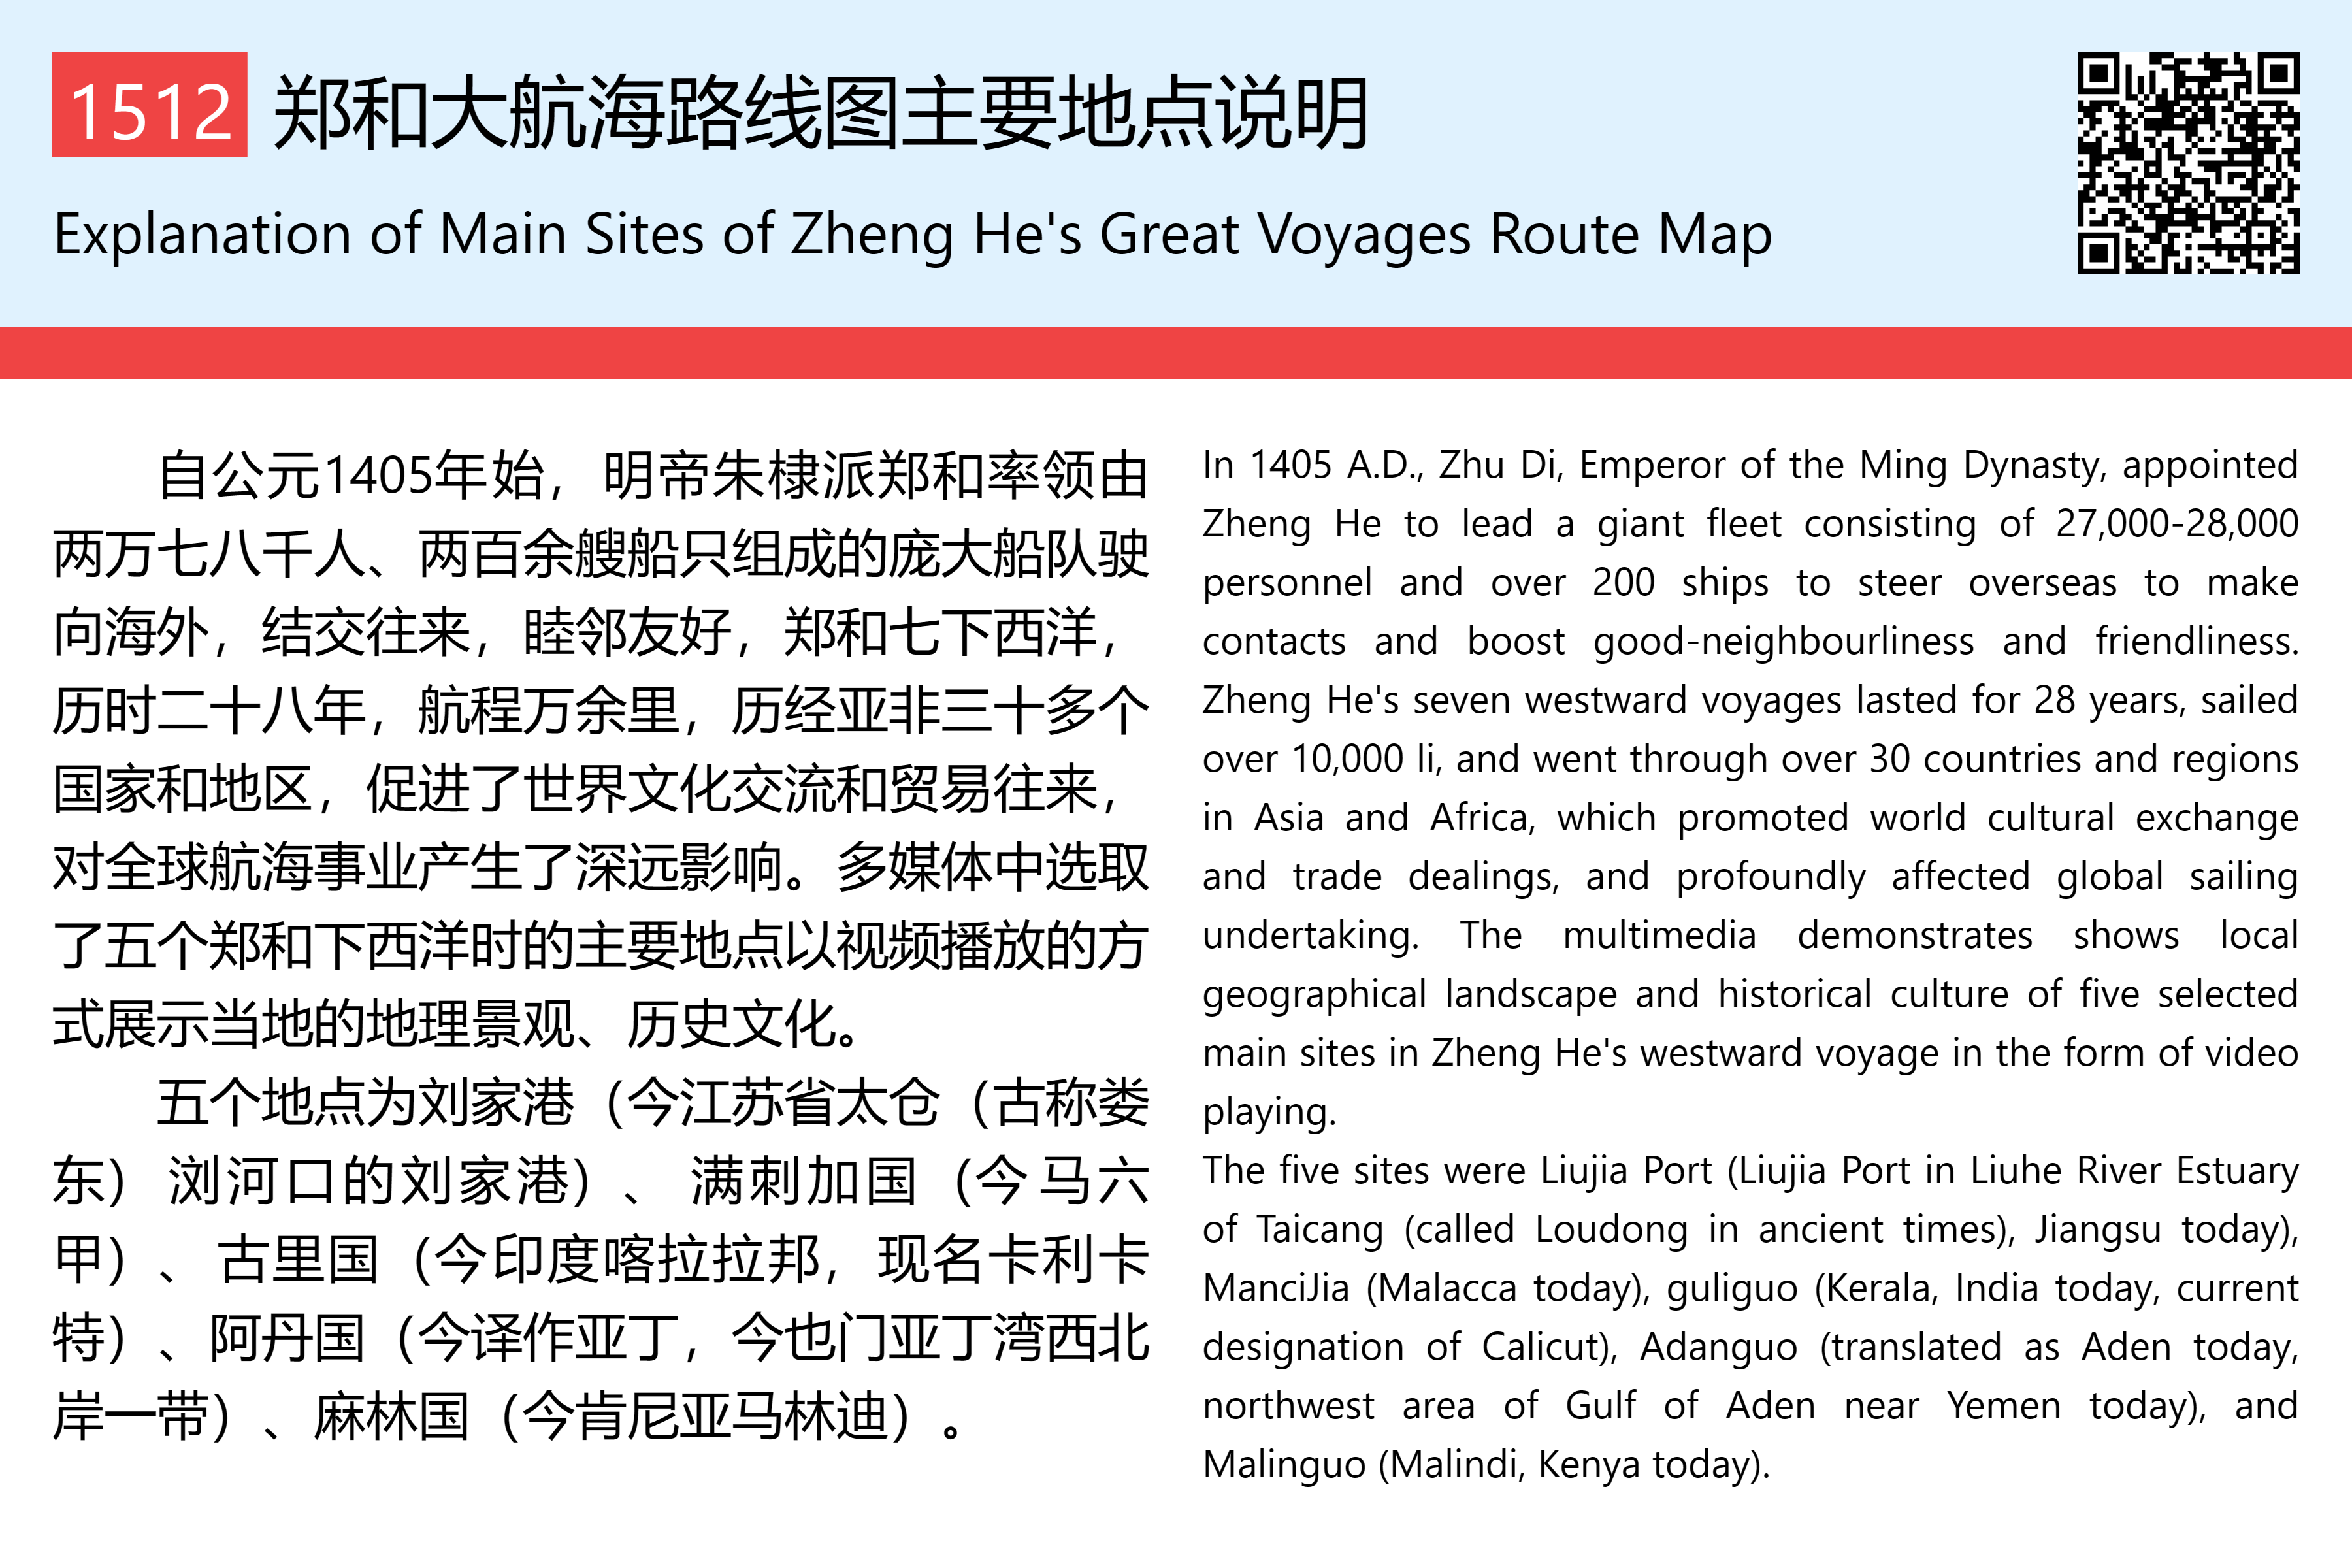 1512 郑和大航海路线图主要地点说明
Explanation of Main Sites of Zheng He's Great Voyages Route Map
自公元1405年始，明帝朱棣派郑和率领由
两万七八千人、两百余艘船只组成的庞大船队驶
向海外，结交往来，睦邻友好，郑和七下西洋，
历时二十八年，航程万余里，历经亚非三十多个
国家和地区，促进了世界文化交流和贸易往来，
对全球航海事业产生了深远影响。多媒体中选取
了五个郑和下西洋时的主要地点以视频播放的方
式展示当地的地理景观、历史文化。
五个地点为刘家港（今江苏省太仓（古称娄
东）浏河口的刘家港）、满刺加国（今马六
甲）、古里国（今印度喀拉拉邦，现名卡利卡
特）、阿丹国（今译作亚丁，今也门亚丁湾西北
岸一带）、麻林国（今肯尼亚马林迪）。
In 1405 A.D., Zhu Di, Emperor of the Ming Dynasty, appointed
Zheng He to lead a giant fleet consisting of 27,000-28,000
personnel and over 200 ships to steer overseas to make
contacts and boost good-neighbourliness and friendliness.
Zheng He's seven westward voyages lasted for 28 years, sailed
over 10,000 li, and went through over 30 countries and regions
in Asia and Africa, which promoted world cultural exchange
and trade dealings, and profoundly affected global sailing
undertaking. The multimedia demonstrates shows local
geographical landscape and historical culture of five selected
main sites in Zheng He's westward voyage in the form of video
playing.
The five sites were Liujia Port (Liujia Port in Liuhe River Estuary
of Taicang (called Loudong in ancient times), Jiangsu today),
ManciJia (Malacca today), guliguo (Kerala, India today, current
designation of Calicut), Adanguo (translated as Aden today,
northwest area of Gulf of Aden near Yemen today), and
Malinguo (Malindi, Kenya today).